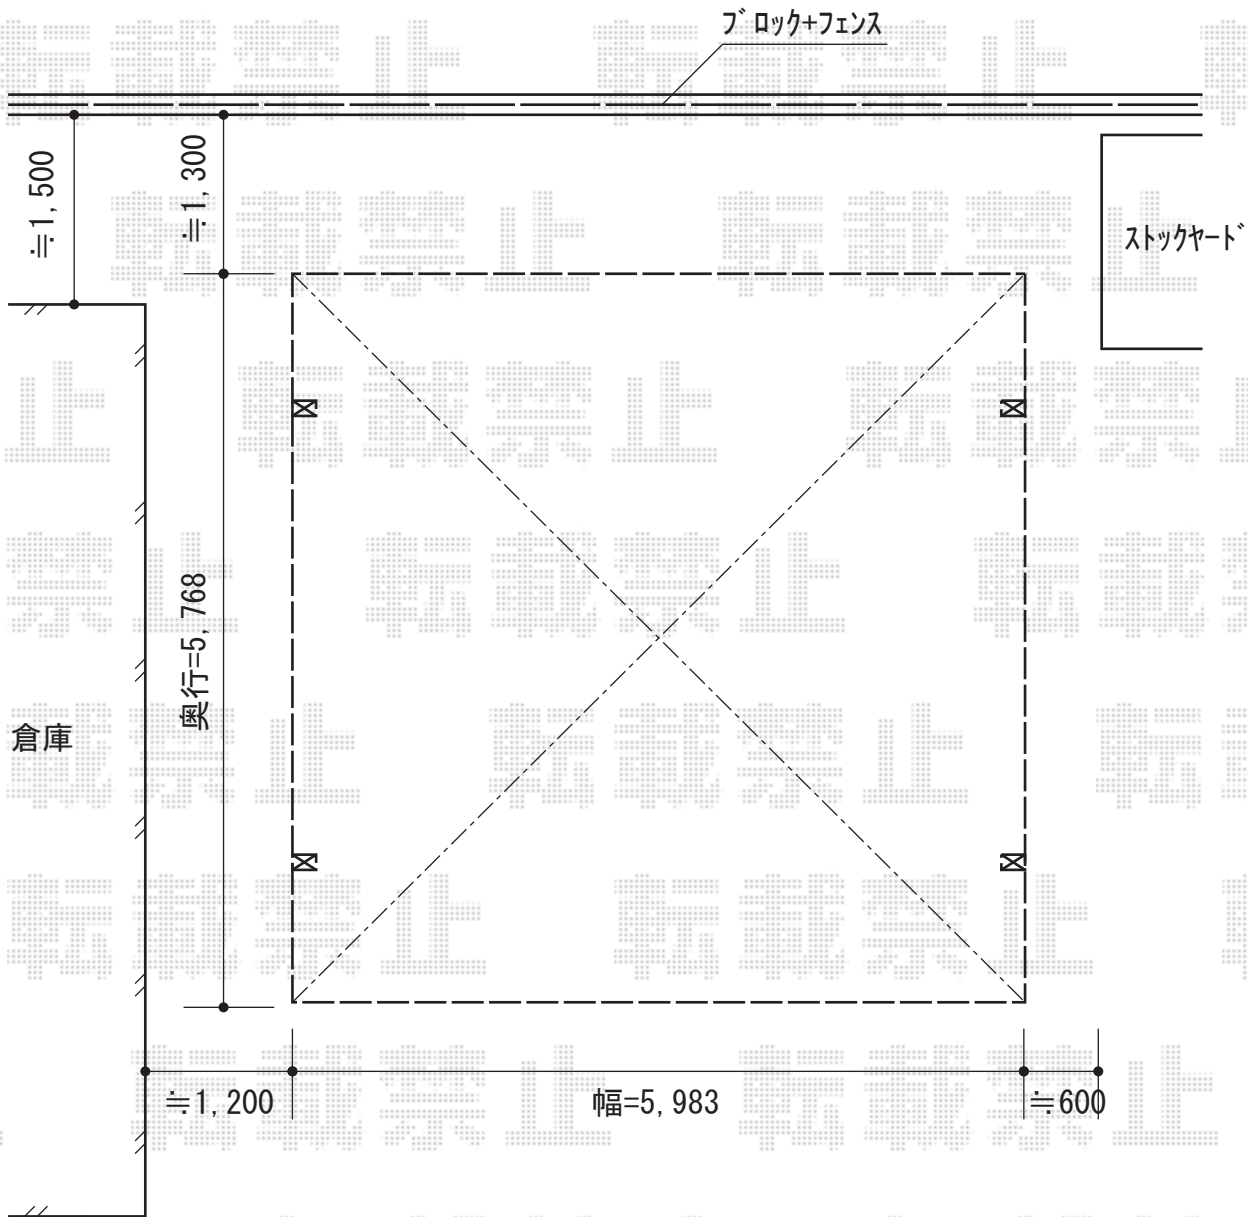 ブロック+フェンス
≒1,500
≒1,300
ストックヤード
奥行=5,768
倉庫
≒1,200
幅=5,983
≒600
転載禁止